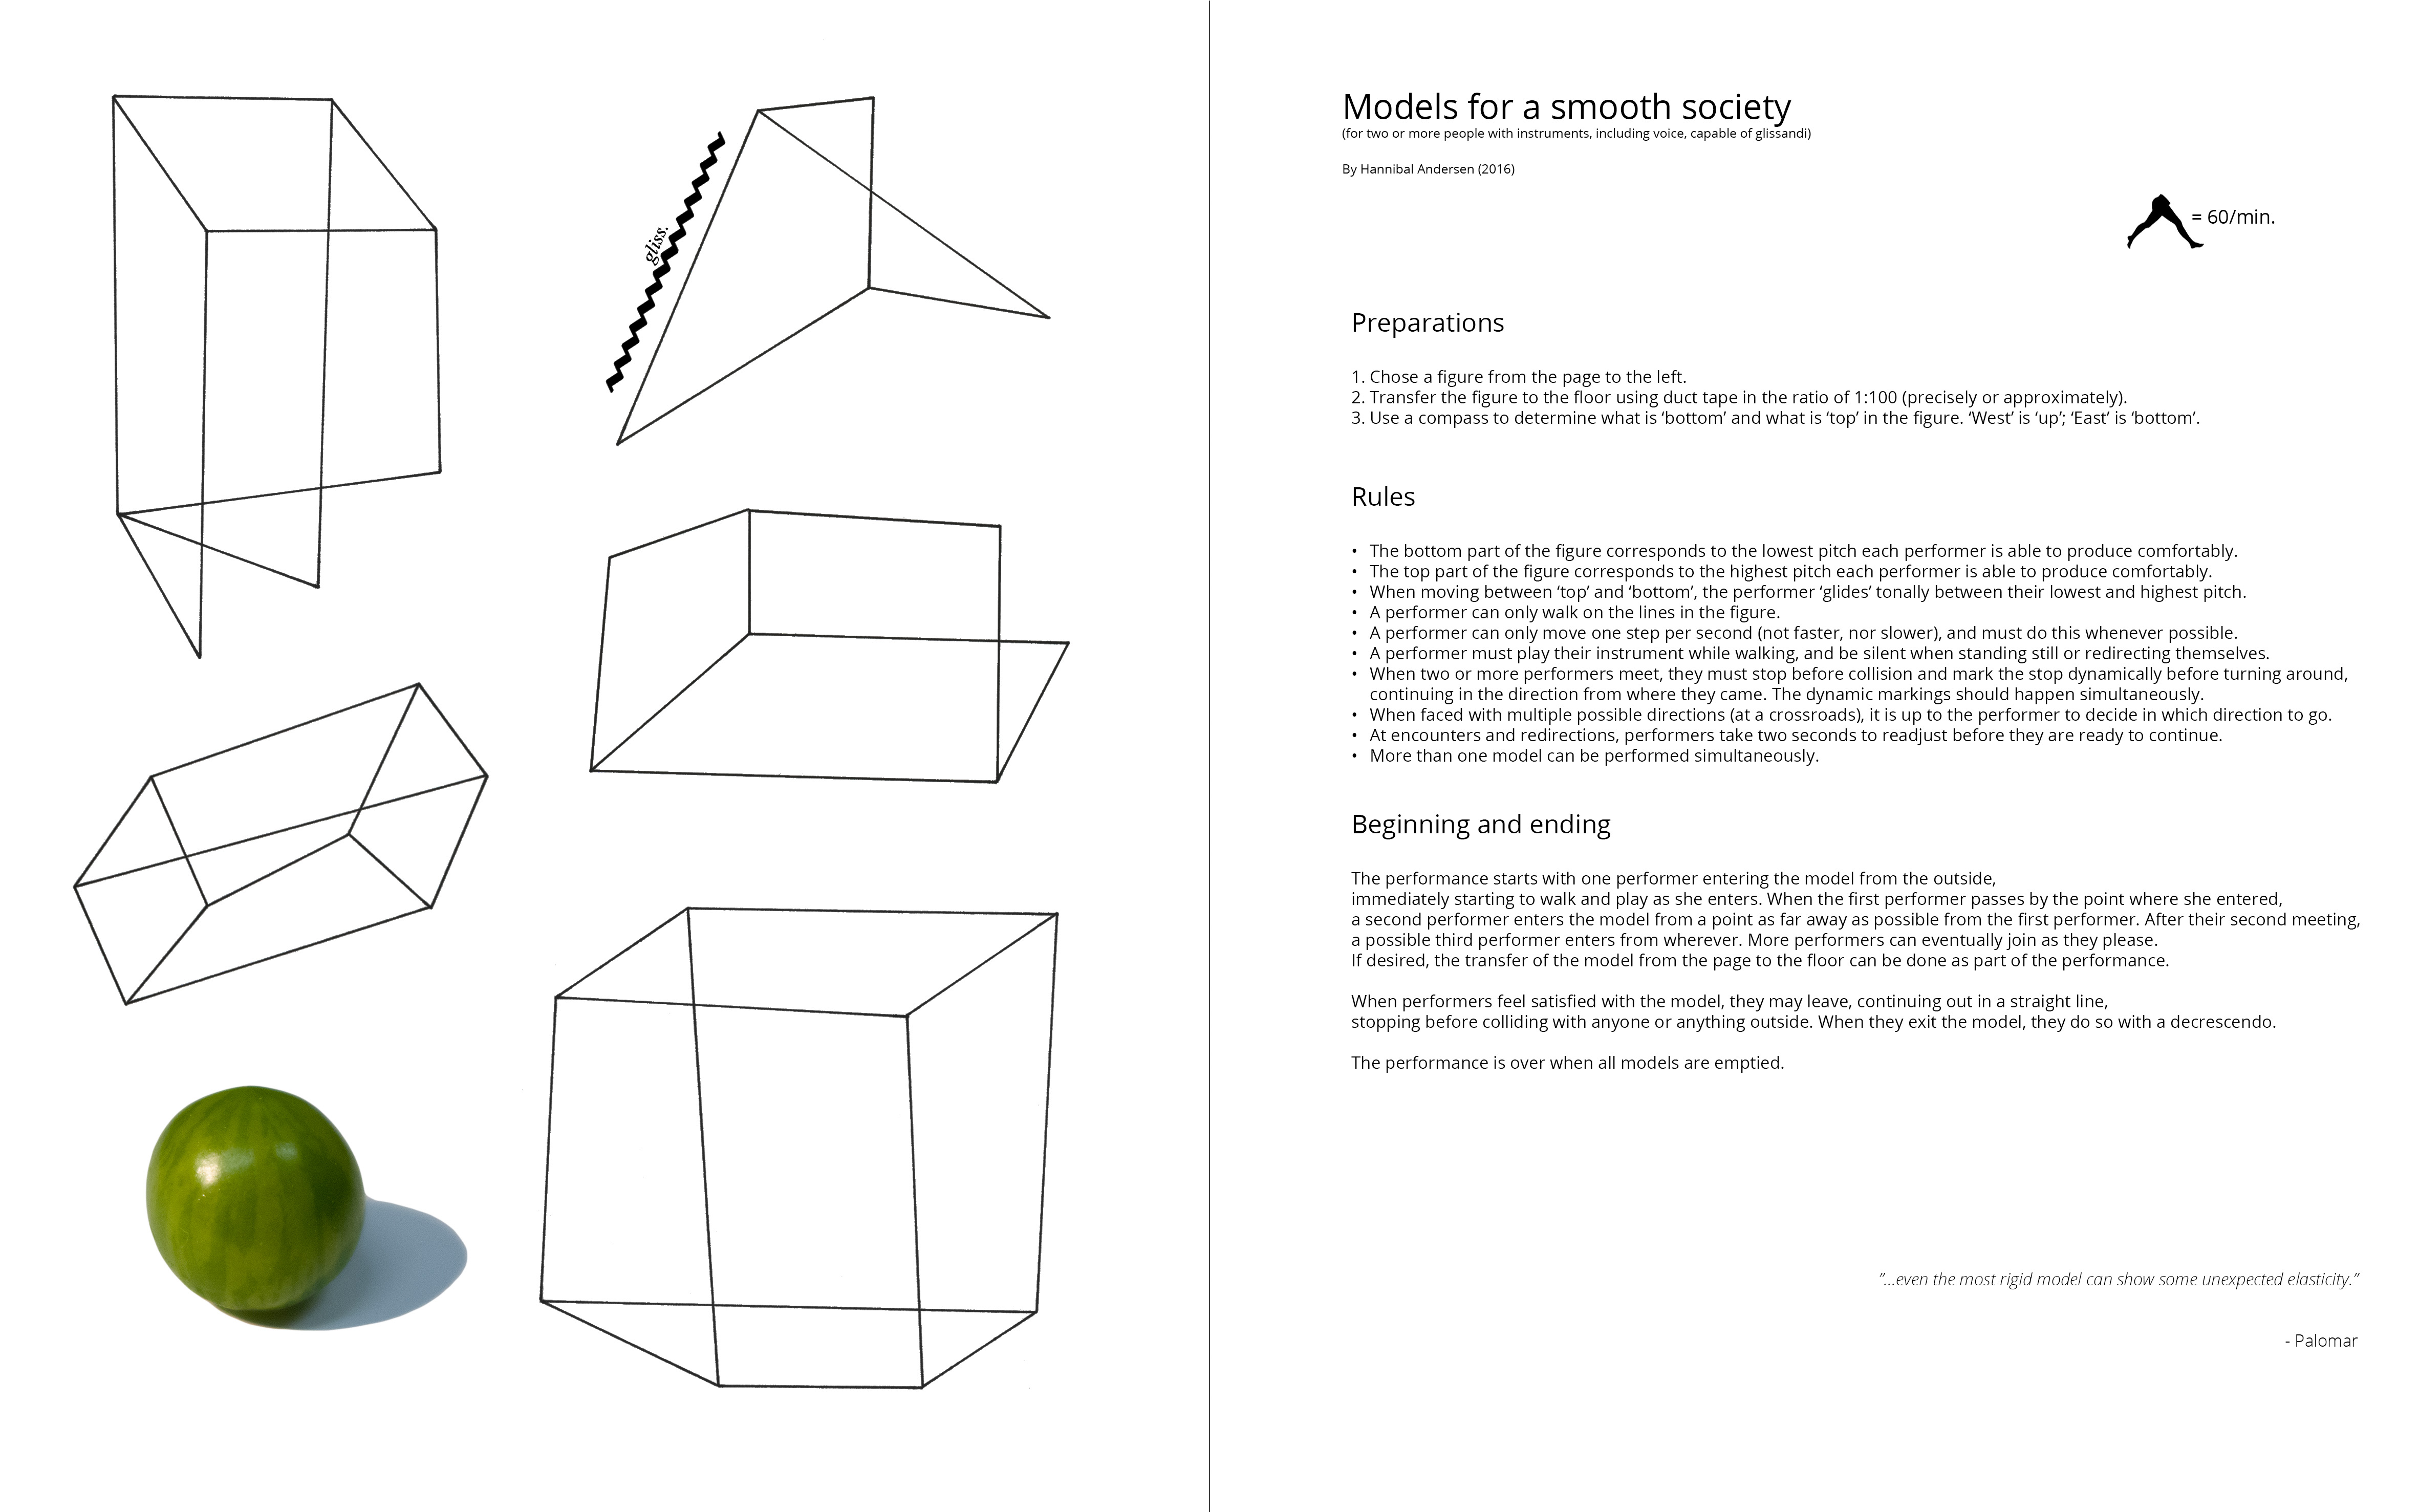 gliss.
Models for a smooth society
(for two or more people with instruments, including voice, capable of glissandi)
By Hannibal Andersen (2016)
= 60/min.
Preparations
1. Chose a figure from the page to the left.
2. Transfer the figure to the floor using duct tape in the ratio of 1:100 (precisely or approximately).
3. Use a compass to determine what is ‘bottom’ and what is ‘top’ in the figure. ‘West’ is ‘up’; ‘East’ is ‘bottom’.
Rules
• The bottom part of the figure corresponds to the lowest pitch each performer is able to produce comfortably.
• The top part of the figure corresponds to the highest pitch each performer is able to produce comfortably.
• When moving between ‘top’ and ‘bottom’, the performer ‘glides’ tonally between their lowest and highest pitch.
• A performer can only walk on the lines in the figure.
• A performer can only move one step per second (not faster, nor slower), and must do this whenever possible.
• A performer must play their instrument while walking, and be silent when standing still or redirecting themselves.
• When two or more performers meet, they must stop before collision and mark the stop dynamically before turning around,
continuing in the direction from where they came. The dynamic markings should happen simultaneously.
• When faced with multiple possible directions (at a crossroads), it is up to the performer to decide in which direction to go.
• At encounters and redirections, performers take two seconds to readjust before they are ready to continue.
• More than one model can be performed simultaneously.
Beginning and ending
The performance starts with one performer entering the model from the outside,
immediately starting to walk and play as she enters. When the first performer passes by the point where she entered,
a second performer enters the model from a point as far away as possible from the first performer. After their second meeting,
a possible third performer enters from wherever. More performers can eventually join as they please.
If desired, the transfer of the model from the page to the floor can be done as part of the performance.
When performers feel satisfied with the model, they may leave, continuing out in a straight line,
stopping before colliding with anyone or anything outside. When they exit the model, they do so with a decrescendo.
The performance is over when all models are emptied.
”...even the most rigid model can show some unexpected elasticity.”
- Palomar